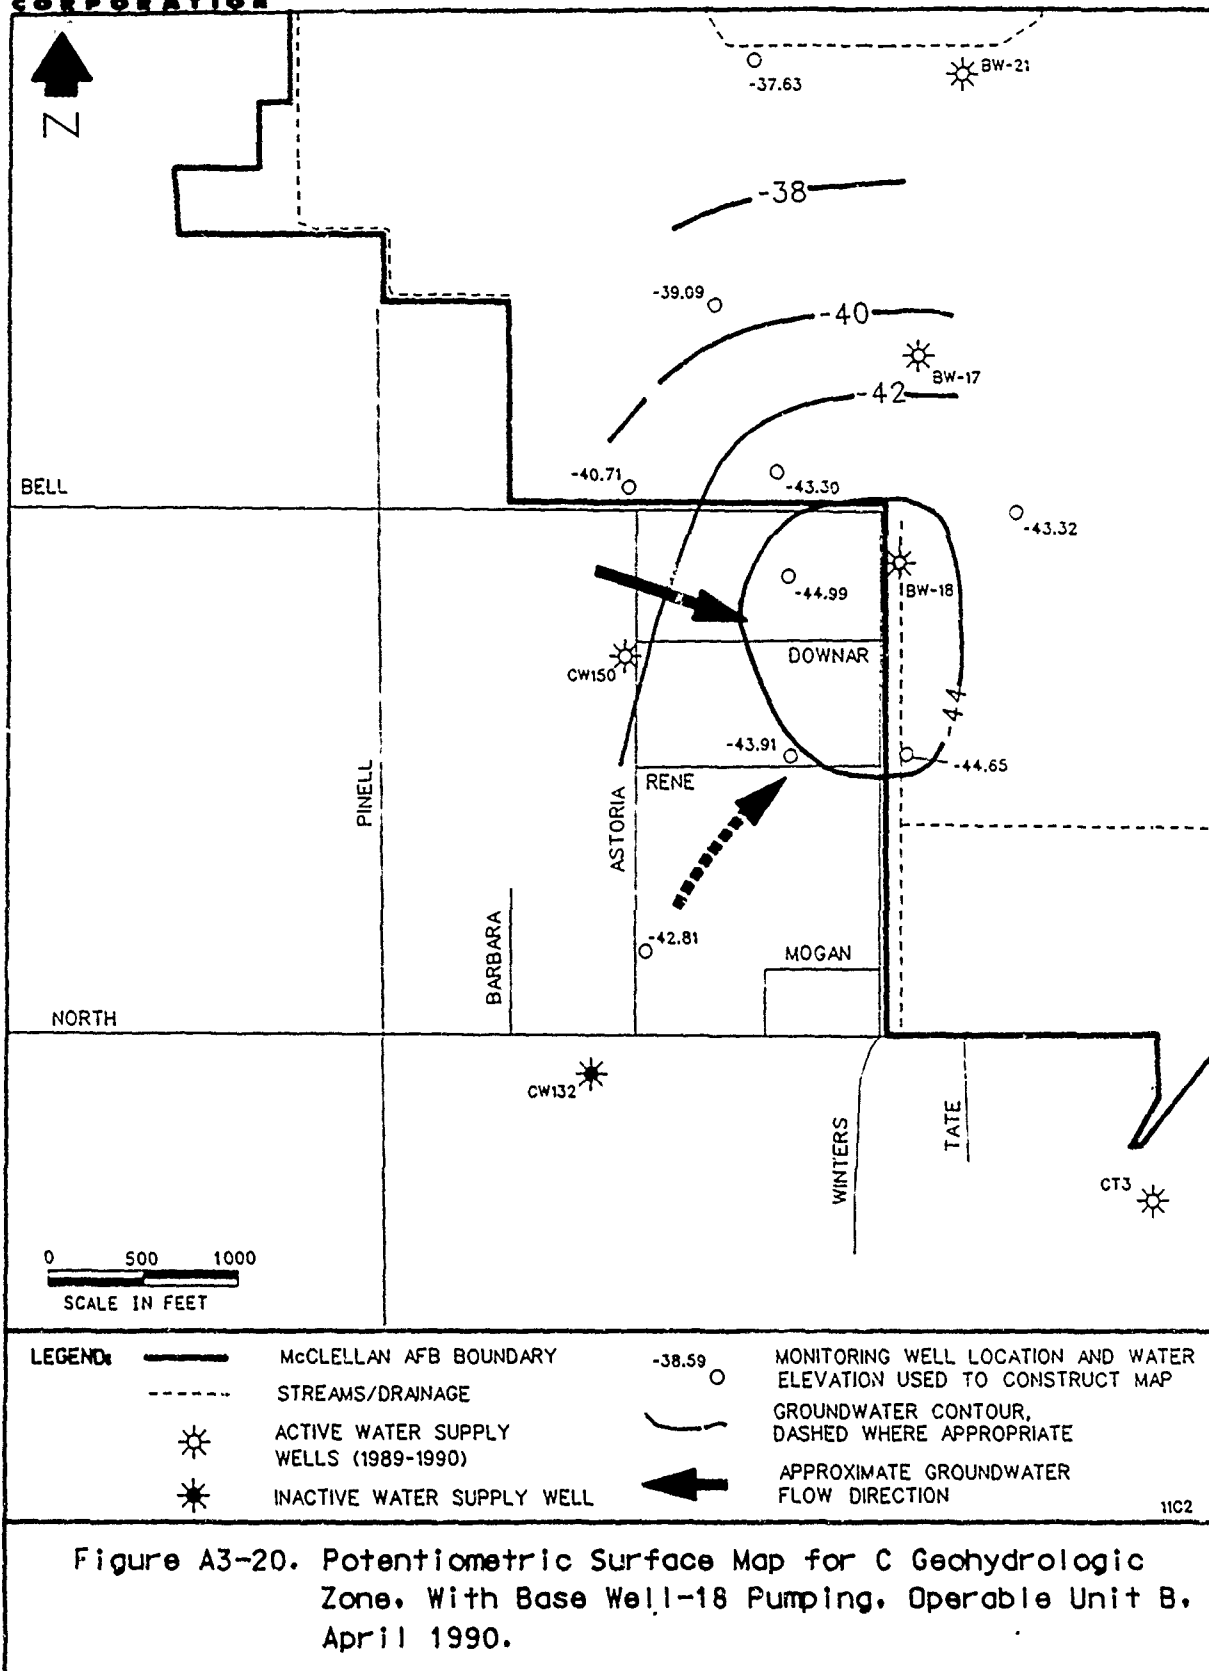 CORPORATION
Z
BW-21
-37.63
-38
-39.09
-40
BW-17
-42
-40.71
-43.30
BELL
-43.32
-44.99
BW-18
DOWNAR
CW150
-44
-43.91
-44.65
RENE
PINELL
ASTORIA
-42.81
BARBARA
MOGAN
NORTH
CW132
WINTERS
TATE
CT3
0 500 1000
SCALE IN FEET
LEGEND:
McCLELLAN AFB BOUNDARY
STREAMS/DRAINAGE
ACTIVE WATER SUPPLY
WELLS (1989-1990)
INACTIVE WATER SUPPLY WELL
-38.59
MONITORING WELL LOCATION AND WATER
ELEVATION USED TO CONSTRUCT MAP
GROUNDWATER CONTOUR,
DASHED WHERE APPROPRIATE
APPROXIMATE GROUNDWATER
FLOW DIRECTION
11C2
Figure A3-20. Potentiometric Surface Map for C Geohydrologic
Zone, With Base Well-18 Pumping, Operable Unit B,
April 1990.